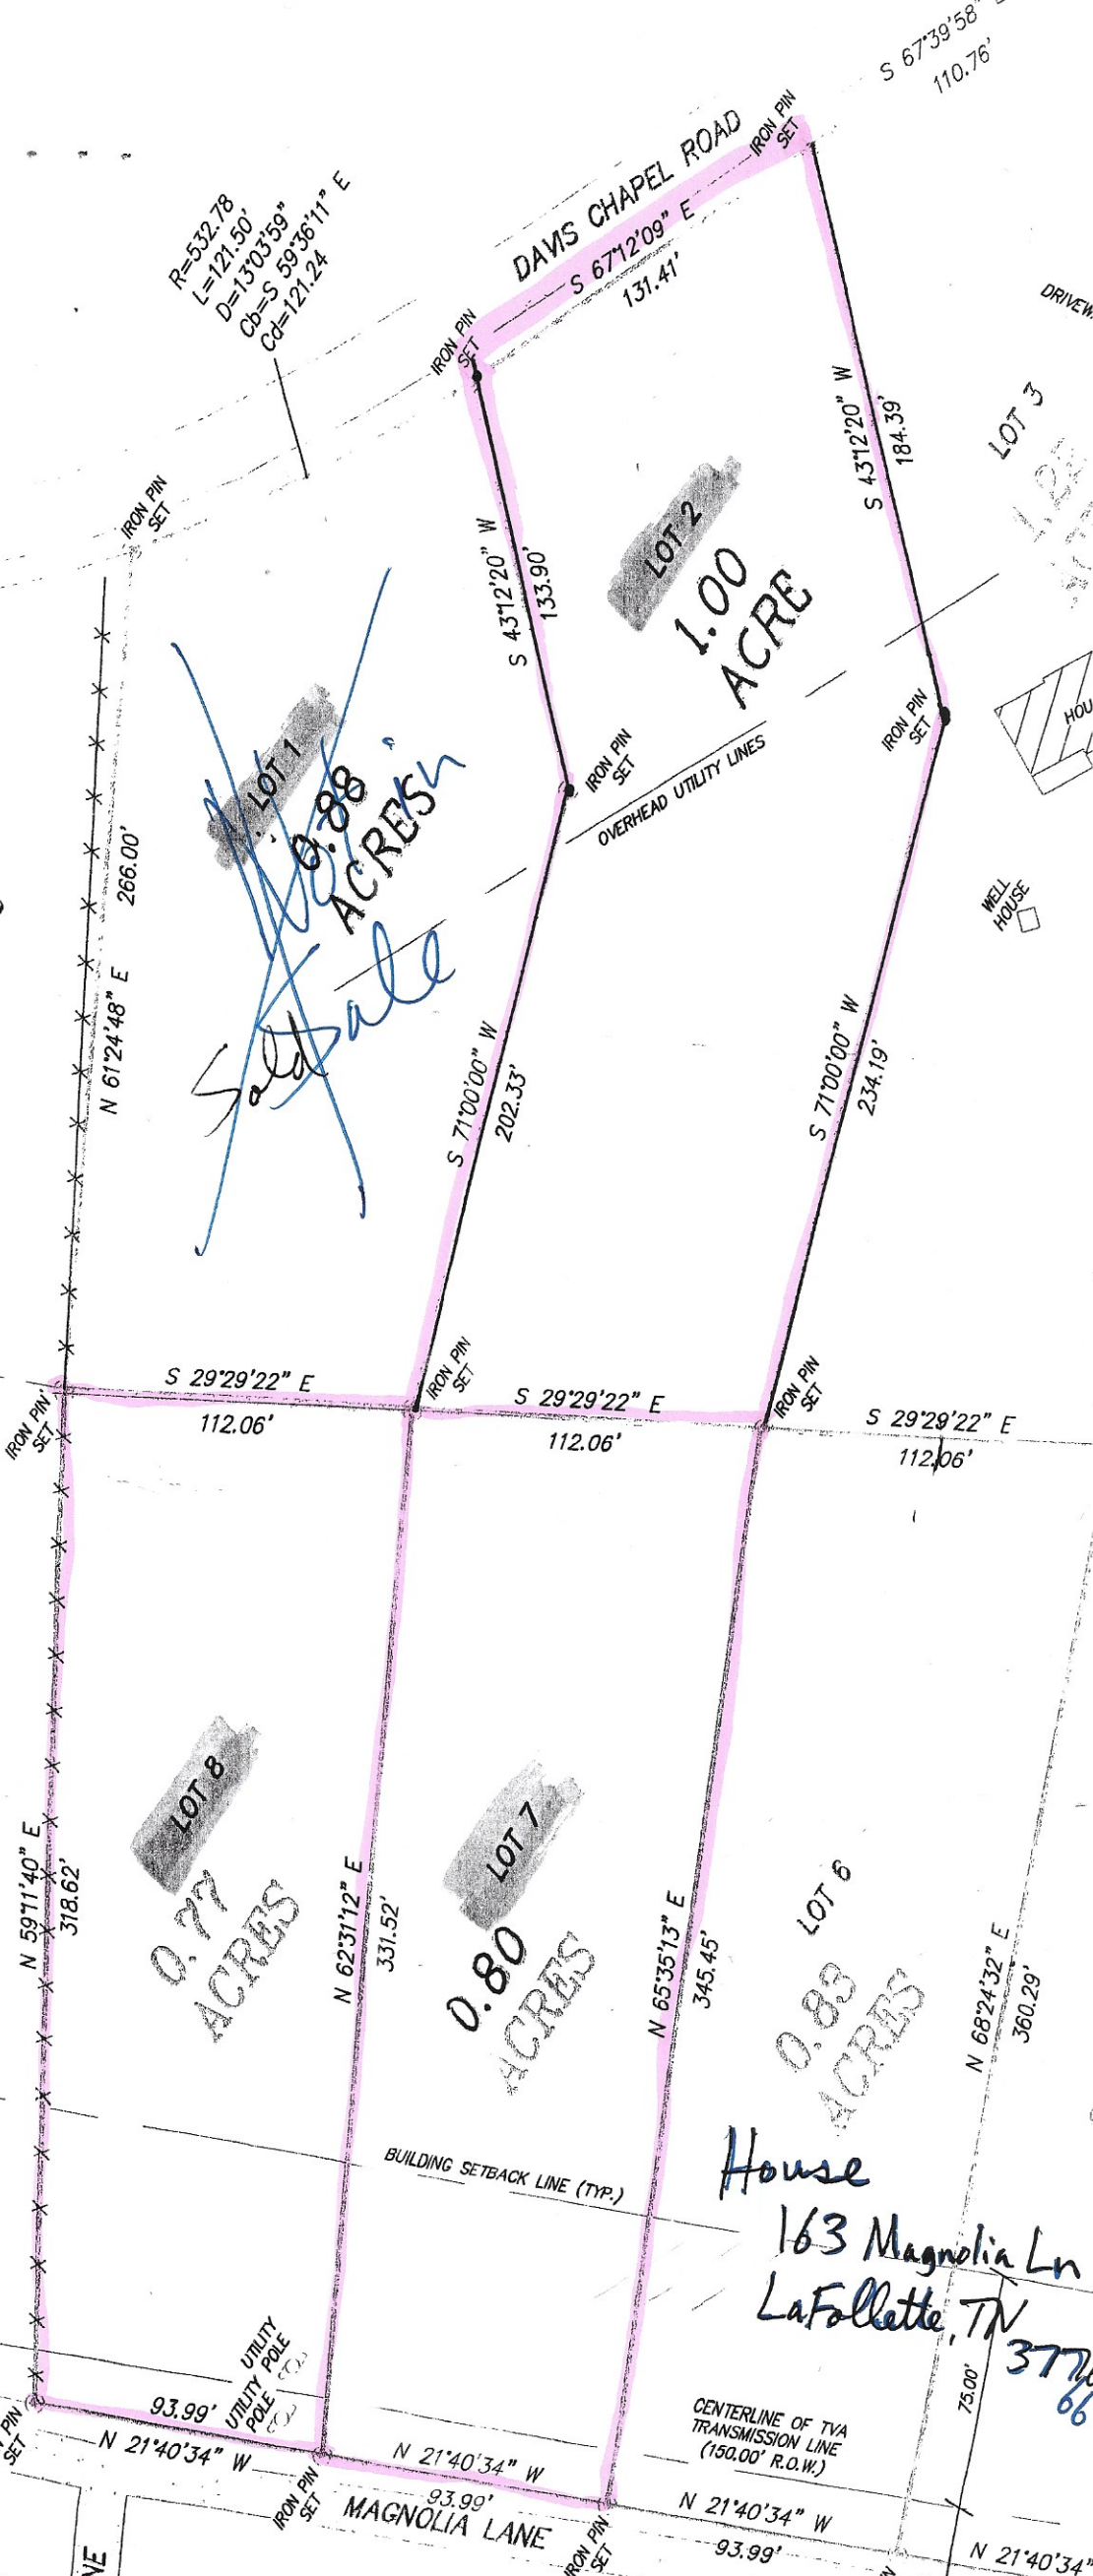 S 67°39'58"
110.76'
IRON PIN
SET
DAVIS CHAPEL ROAD
S 67°12'09" E
131.41'
R=532.78
L=121.50'
D=13°03'59"
Cb=S 59°36'11" E
Cd=121.24
IRON PIN
SET
IRON PIN
SET
S 43°12'20" W
184.39'
LOT 3
LOT 2
1.00
ACRE
S 43°12'20" W
133.90'
IRON PIN
SET
IRON PIN
SET
OVERHEAD UTILITY LINES
WELL
HOUSE
LOT 1
0.88
ACRES
Sold
Sale
266.00'
N 61°24'48" E
S 71°00'00" W
202.33'
S 71°00'00" W
234.19'
IRON PIN
SET
S 29°29'22" E
112.06'
IRON PIN
SET
S 29°29'22" E
112.06'
IRON PIN
SET
S 29°29'22" E
112.06'
LOT 8
0.77
ACRES
LOT 7
0.80
ACRES
LOT 6
0.83
ACRES
N 59°11'40" E
318.62'
N 62°31'12" E
331.52'
N 65°35'13" E
345.45'
N 68°24'32" E
360.29'
BUILDING SETBACK LINE (TYP.)
House
163 Magnolia Ln
LaFollette, TN
377
66
75.00'
UTILITY
POLE
UTILITY
POLE
CENTERLINE OF TVA
TRANSMISSION LINE
(150.00' R.O.W.)
93.99'
N 21°40'34" W
PIN
SET
IRON PIN
SET
N 21°40'34" W
93.99'
MAGNOLIA LANE
IRON PIN
SET
N 21°40'34" W
93.99'
N 21°40'34"